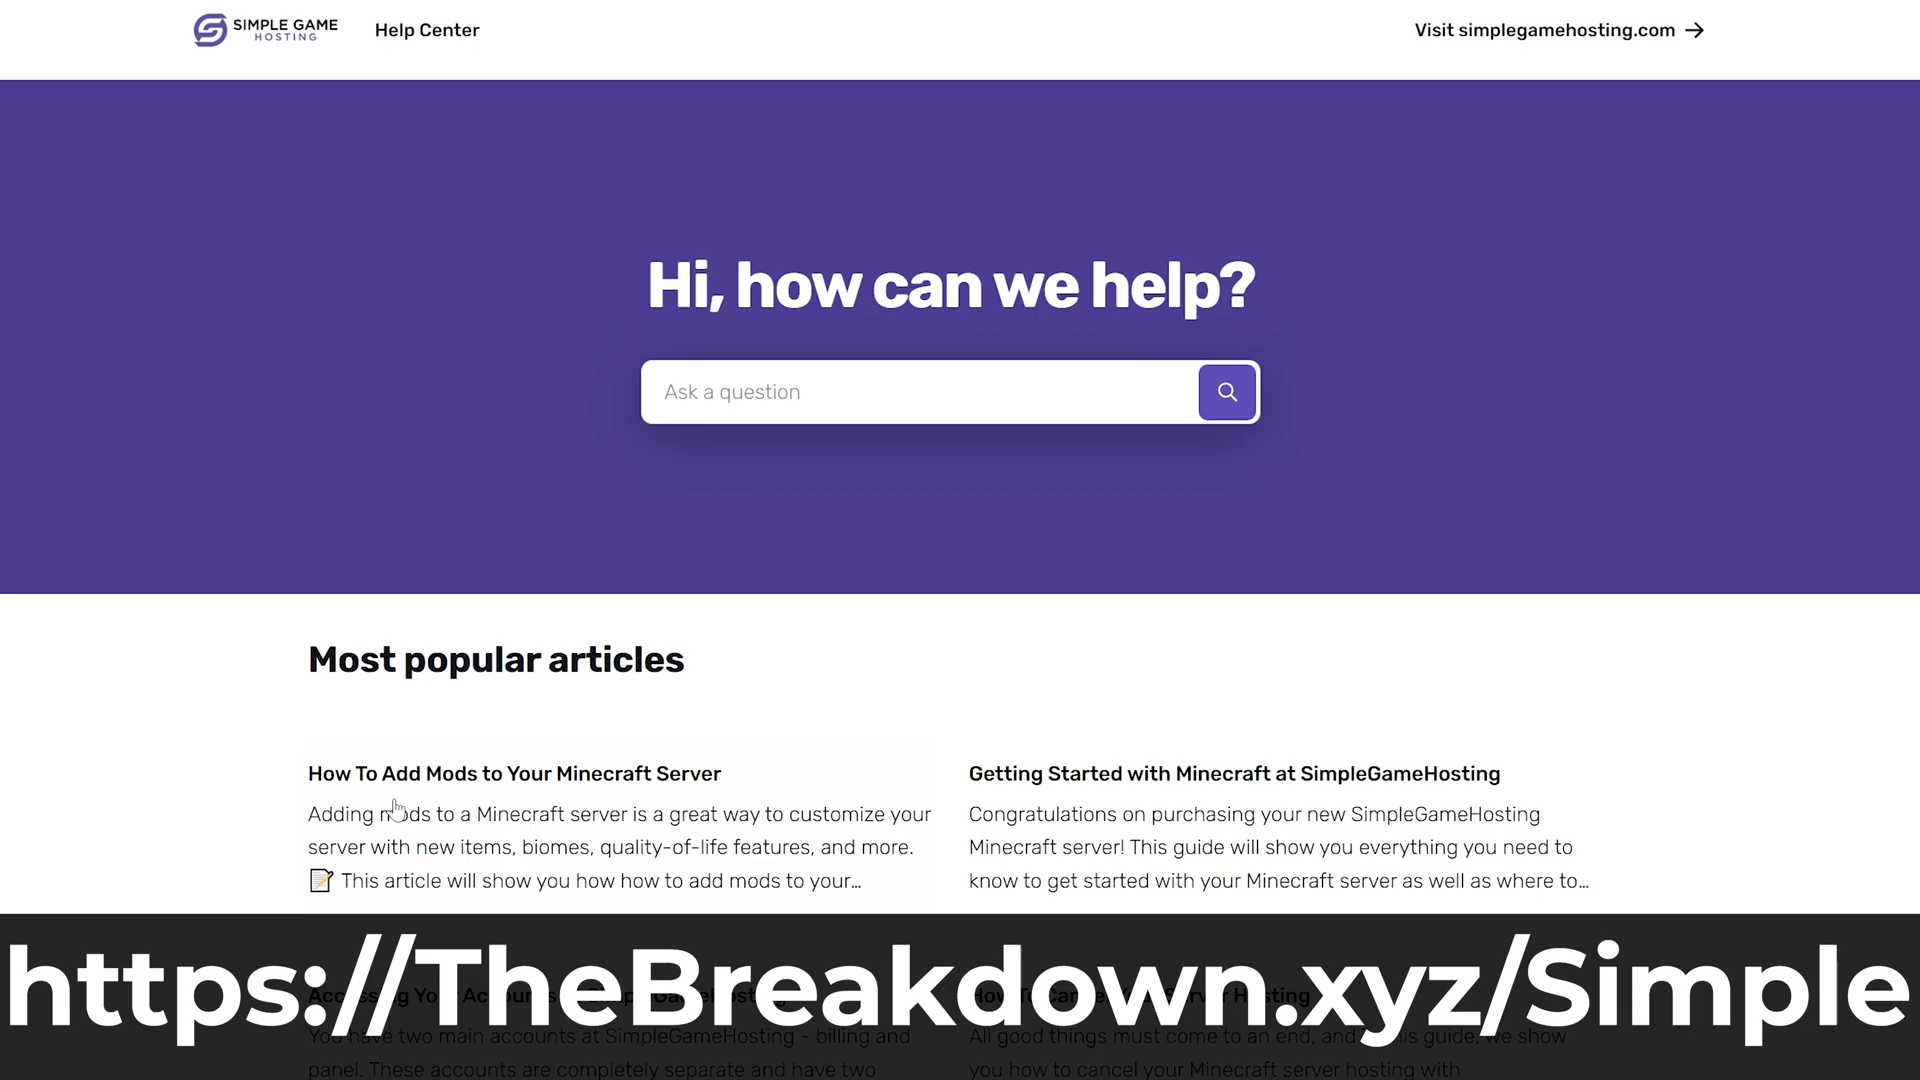 SIMPLE GAME
HOSTING
Help Center
Visit simplegamehosting.com →
Hi, how can we help?
Ask a question
Most popular articles
How To Add Mods to Your Minecraft Server
Adding mods to a Minecraft server is a great way to customize your
server with new items, biomes, quality-of-life features, and more.
📝 This article will show you how how to add mods to your...
Getting Started with Minecraft at SimpleGameHosting
Congratulations on purchasing your new SimpleGameHosting
Minecraft server! This guide will show you everything you need to
know to get started with your Minecraft server as well as where to...
https://TheBreakdown.xyz/Simple
You have two main accounts at SimpleGameHosting - billing and
panel. These accounts are completely separate and have two
All good things must come to an end, and this guide, we show
you how to cancel your Minecraft server hosting with